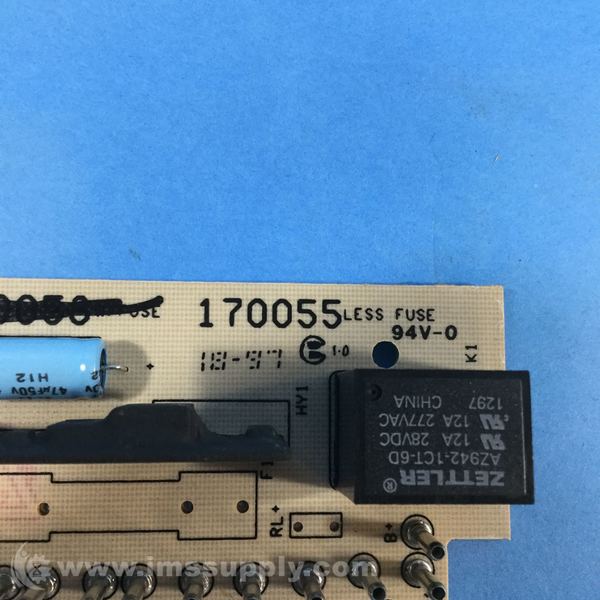 170055 LESS FUSE
94V-0
18-97
1.0
K1
+
47µF50V
H12
HY1
F1
RL+
B+
ZETTLER®
AZ942-1CT-6D
12A 28VDC
12A 277VAC
CHINA
1297
www.imssupply.com